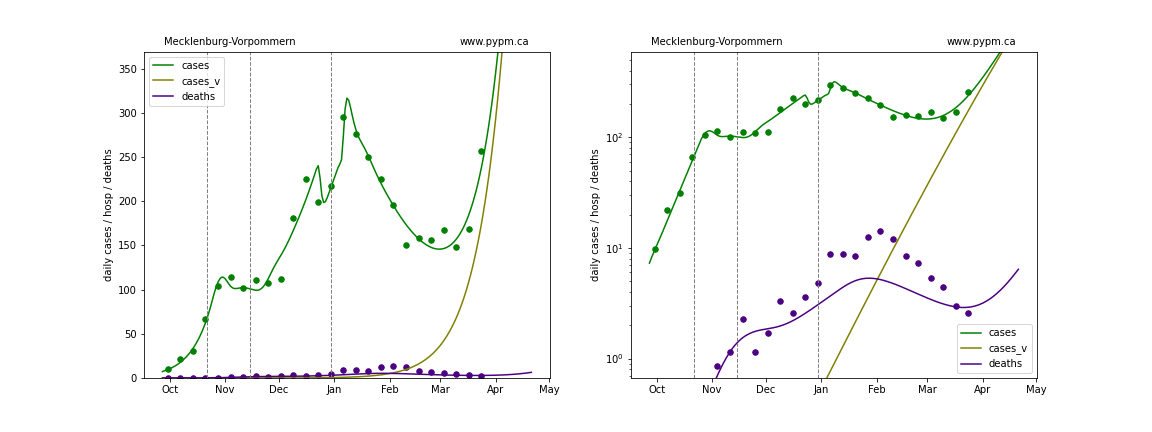 Mecklenburg-Vorpommern www.pypm.ca
daily cases / hosp / deaths
350
300
250
200
150
100
50
0
cases
cases_v
deaths
Oct Nov Dec Jan Feb Mar Apr May
Mecklenburg-Vorpommern www.pypm.ca
daily cases / hosp / deaths
10²
10¹
10⁰
cases
cases_v
deaths
Oct Nov Dec Jan Feb Mar Apr May